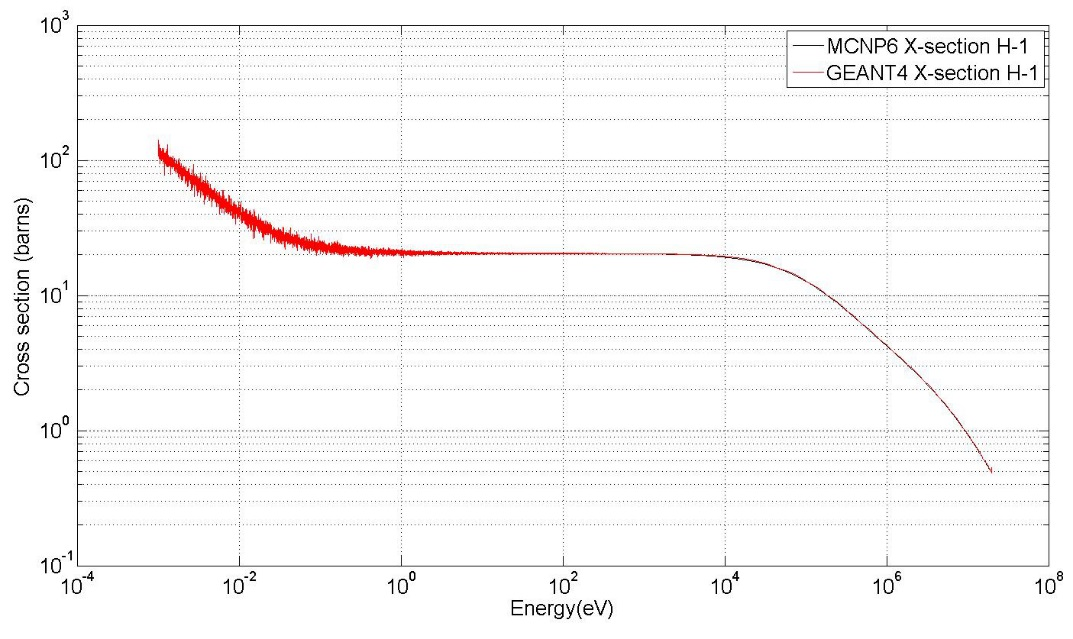 10^3
10^2
10^1
10^0
10^-1
Cross section (barns)
MCNP6 X-section H-1
GEANT4 X-section H-1
10^-4 10^-2 10^0 10^2 10^4 10^6 10^8
Energy(eV)